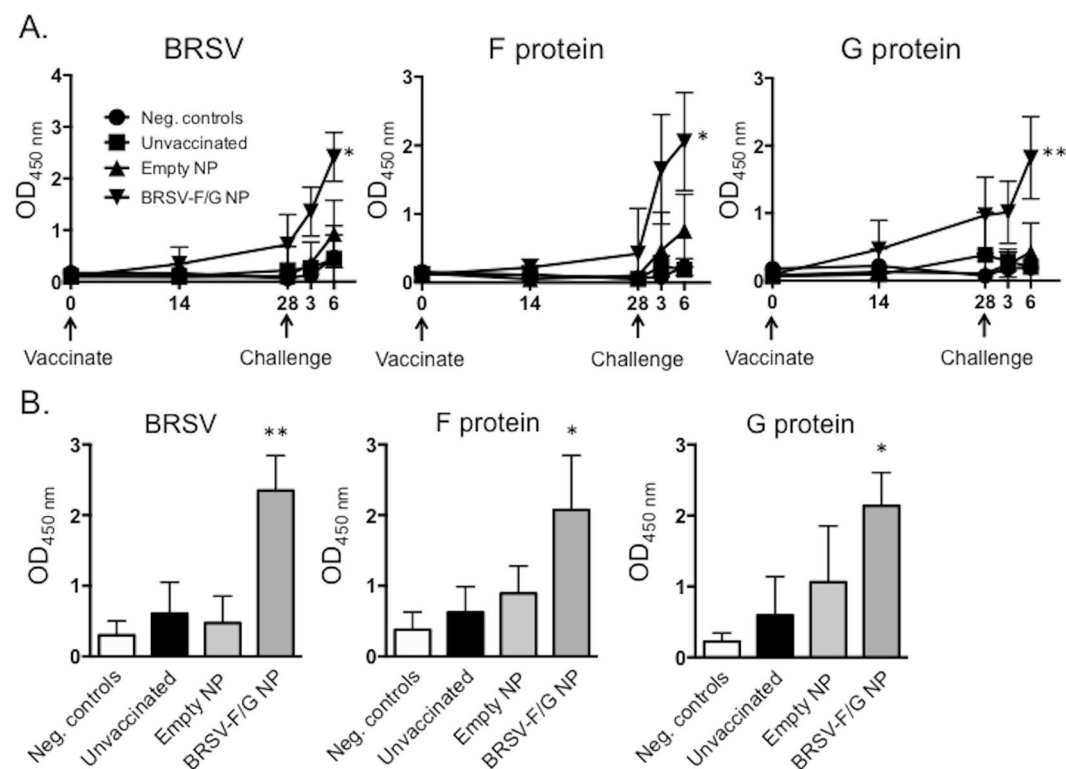 A.
BRSV
F protein
G protein
OD450 nm
4
3
2
1
0
Neg. controls
Unvaccinated
Empty NP
BRSV-F/G NP
*
0
14
28
3
6
Vaccinate
Challenge
OD450 nm
3
2
1
0
*
0
14
28
3
6
Vaccinate
Challenge
OD450 nm
3
2
1
0
**
0
14
28
3
6
Vaccinate
Challenge
B.
BRSV
OD450 nm
3
2
1
0
**
Neg. controls
Unvaccinated
Empty NP
BRSV-F/G NP
F protein
OD450 nm
3
2
1
0
*
Neg. controls
Unvaccinated
Empty NP
BRSV-F/G NP
G protein
OD450 nm
3
2
1
0
*
Neg. controls
Unvaccinated
Empty NP
BRSV-F/G NP